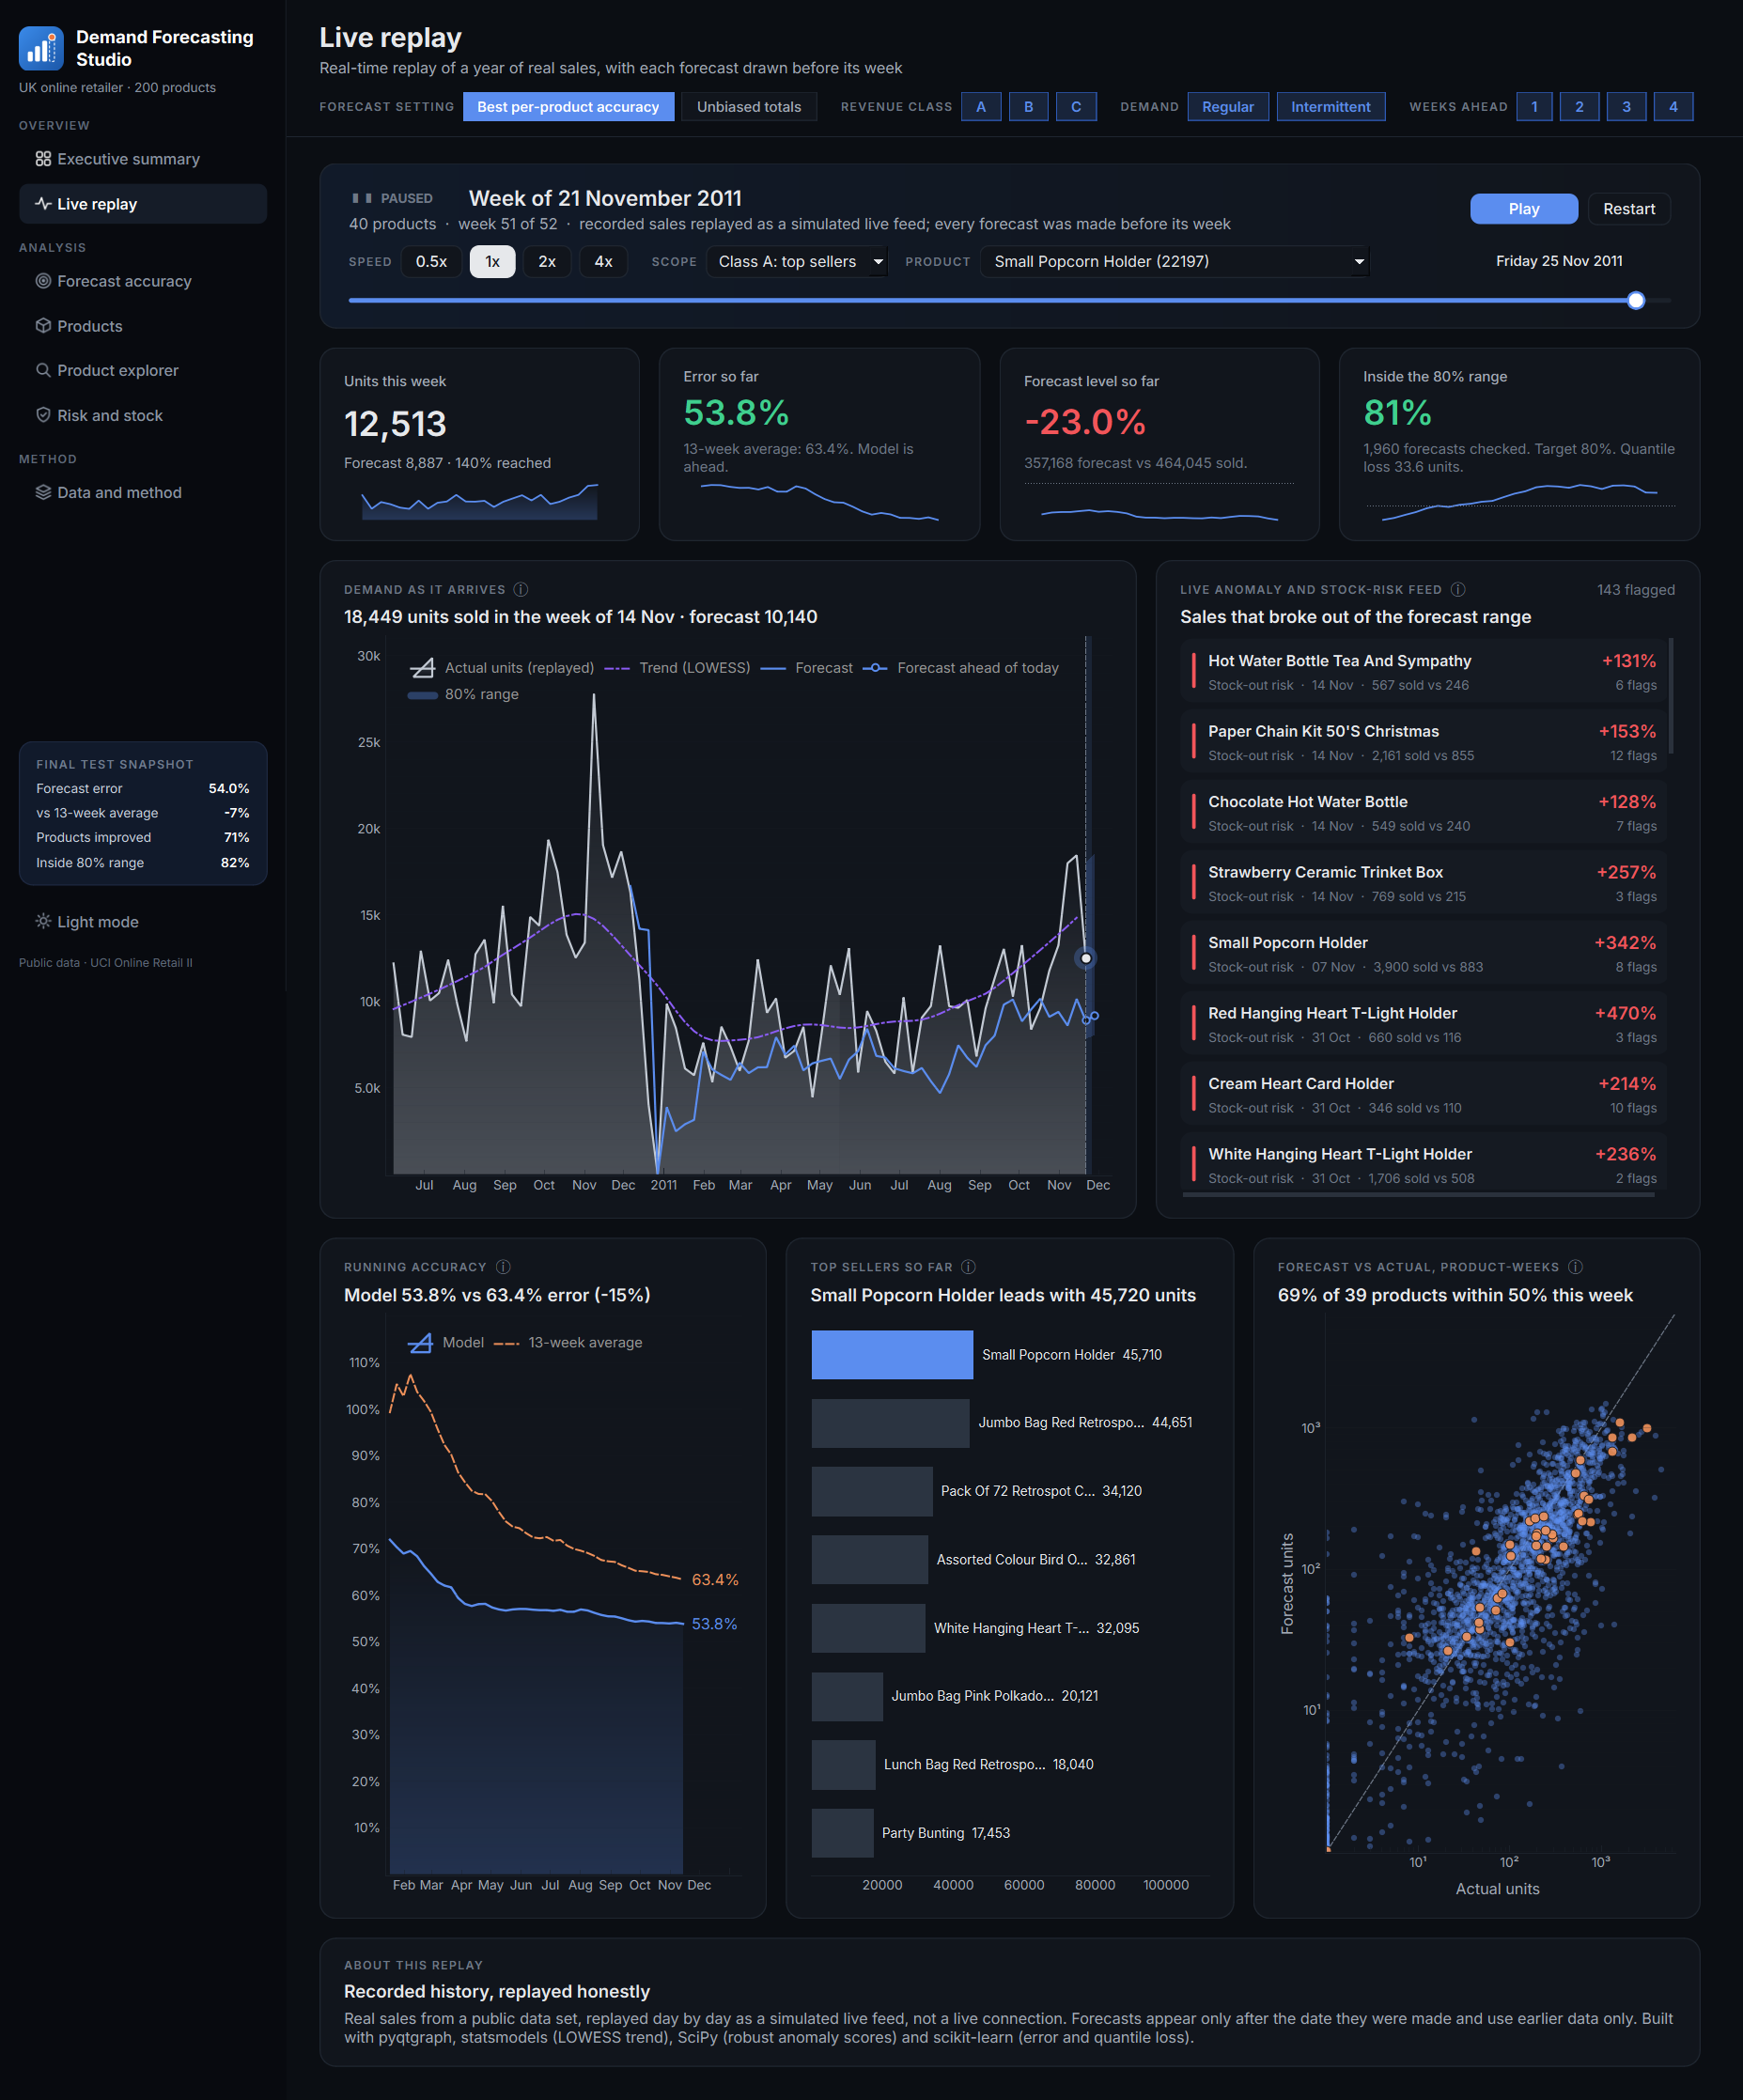 Demand Forecasting
Studio
UK online retailer · 200 products
OVERVIEW
Executive summary
Live replay
ANALYSIS
Forecast accuracy
Products
Product explorer
Risk and stock
METHOD
Data and method
FINAL TEST SNAPSHOT
Forecast error 54.0%
vs 13-week average -7%
Products improved 71%
Inside 80% range 82%
Light mode
Public data · UCI Online Retail II
Live replay
Real-time replay of a year of real sales, with each forecast drawn before its week
FORECAST SETTING Best per-product accuracy Unbiased totals REVENUE CLASS A B C DEMAND Regular Intermittent WEEKS AHEAD 1 2 3 4
PAUSED Week of 21 November 2011 Play Restart
40 products · week 51 of 52 · recorded sales replayed as a simulated live feed; every forecast was made before its week
SPEED 0.5x 1x 2x 4x SCOPE Class A: top sellers PRODUCT Small Popcorn Holder (22197) Friday 25 Nov 2011
Units this week
12,513
Forecast 8,887 · 140% reached
Error so far
53.8%
13-week average: 63.4%. Model is
ahead.
Forecast level so far
-23.0%
357,168 forecast vs 464,045 sold.
Inside the 80% range
81%
1,960 forecasts checked. Target 80%. Quantile
loss 33.6 units.
DEMAND AS IT ARRIVES ⓘ
18,449 units sold in the week of 14 Nov · forecast 10,140
Actual units (replayed) Trend (LOWESS) Forecast Forecast ahead of today
80% range
30k
25k
20k
15k
10k
5.0k
Jul Aug Sep Oct Nov Dec 2011 Feb Mar Apr May Jun Jul Aug Sep Oct Nov Dec
LIVE ANOMALY AND STOCK-RISK FEED ⓘ 143 flagged
Sales that broke out of the forecast range
Hot Water Bottle Tea And Sympathy +131%
Stock-out risk · 14 Nov · 567 sold vs 246 6 flags
Paper Chain Kit 50'S Christmas +153%
Stock-out risk · 14 Nov · 2,161 sold vs 855 12 flags
Chocolate Hot Water Bottle +128%
Stock-out risk · 14 Nov · 549 sold vs 240 7 flags
Strawberry Ceramic Trinket Box +257%
Stock-out risk · 14 Nov · 769 sold vs 215 3 flags
Small Popcorn Holder +342%
Stock-out risk · 07 Nov · 3,900 sold vs 883 8 flags
Red Hanging Heart T-Light Holder +470%
Stock-out risk · 31 Oct · 660 sold vs 116 3 flags
Cream Heart Card Holder +214%
Stock-out risk · 31 Oct · 346 sold vs 110 10 flags
White Hanging Heart T-Light Holder +236%
Stock-out risk · 31 Oct · 1,706 sold vs 508 2 flags
RUNNING ACCURACY ⓘ
Model 53.8% vs 63.4% error (-15%)
Model 13-week average
110%
100%
90%
80%
70%
60%
50%
40%
30%
20%
10%
63.4%
53.8%
Feb Mar Apr May Jun Jul Aug Sep Oct Nov Dec
TOP SELLERS SO FAR ⓘ
Small Popcorn Holder leads with 45,720 units
Small Popcorn Holder 45,710
Jumbo Bag Red Retrospo... 44,651
Pack Of 72 Retrospot C... 34,120
Assorted Colour Bird O... 32,861
White Hanging Heart T-... 32,095
Jumbo Bag Pink Polkado... 20,121
Lunch Bag Red Retrospo... 18,040
Party Bunting 17,453
20000 40000 60000 80000 100000
FORECAST VS ACTUAL, PRODUCT-WEEKS ⓘ
69% of 39 products within 50% this week
Forecast units
10³
10²
10¹
10¹ 10² 10³
Actual units
ABOUT THIS REPLAY
Recorded history, replayed honestly
Real sales from a public data set, replayed day by day as a simulated live feed, not a live connection. Forecasts appear only after the date they were made and use earlier data only. Built
with pyqtgraph, statsmodels (LOWESS trend), SciPy (robust anomaly scores) and scikit-learn (error and quantile loss).